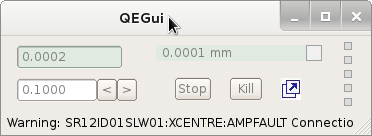 QEGui
0.0002 0.0001 mm
0.1000 < > Stop Kill
Warning: SR12ID01SLW01:XCENTRE:AMPFAULT Connectio